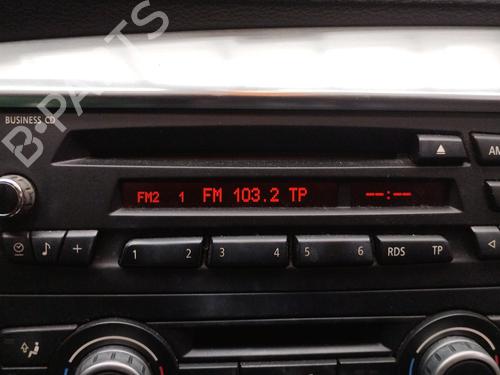 BUSINESS CD
AM
FM2 1 FM 103.2 TP --:--
1 2 3 4 5 6 RDS TP
B-PARTS